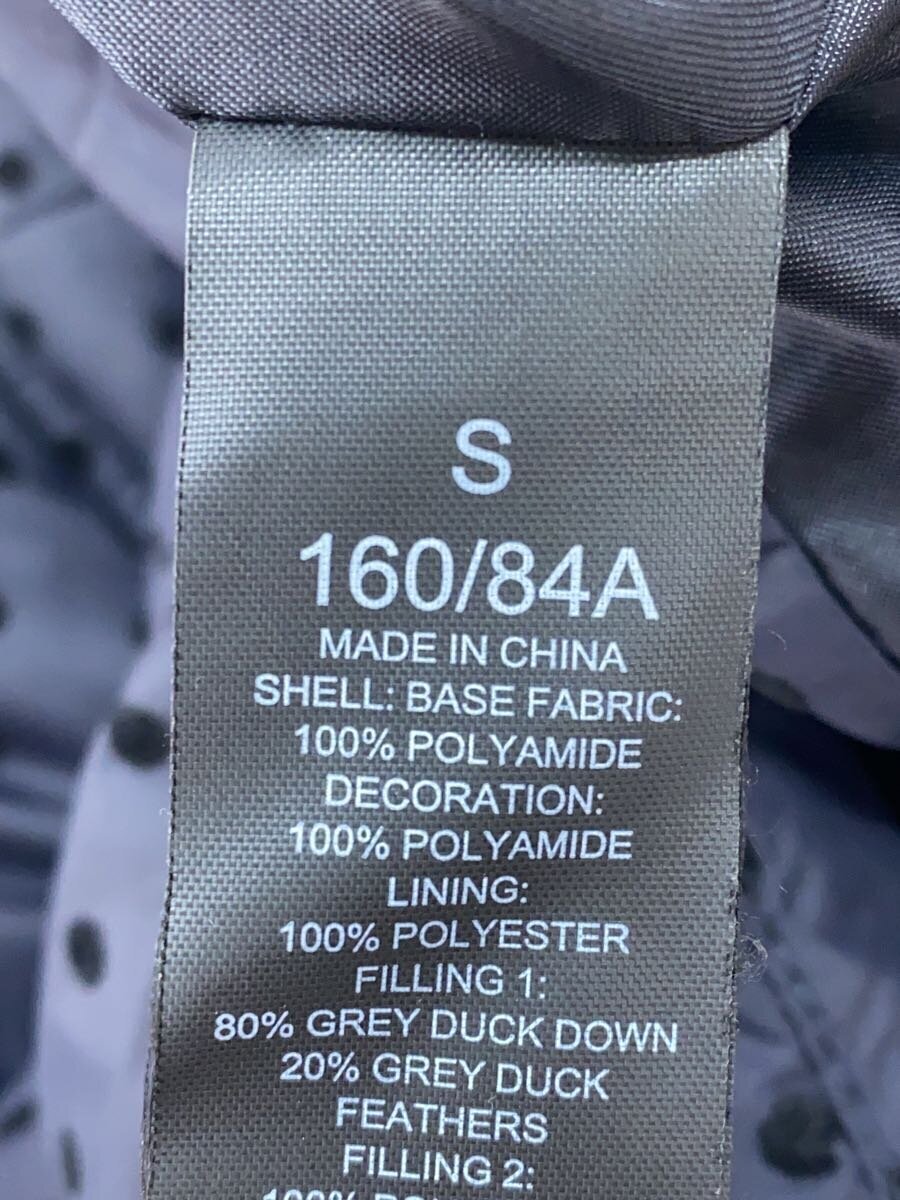 S
160/84A
MADE IN CHINA
SHELL: BASE FABRIC:
100% POLYAMIDE
DECORATION:
100% POLYAMIDE
LINING:
100% POLYESTER
FILLING 1:
80% GREY DUCK DOWN
20% GREY DUCK
FEATHERS
FILLING 2:
100%